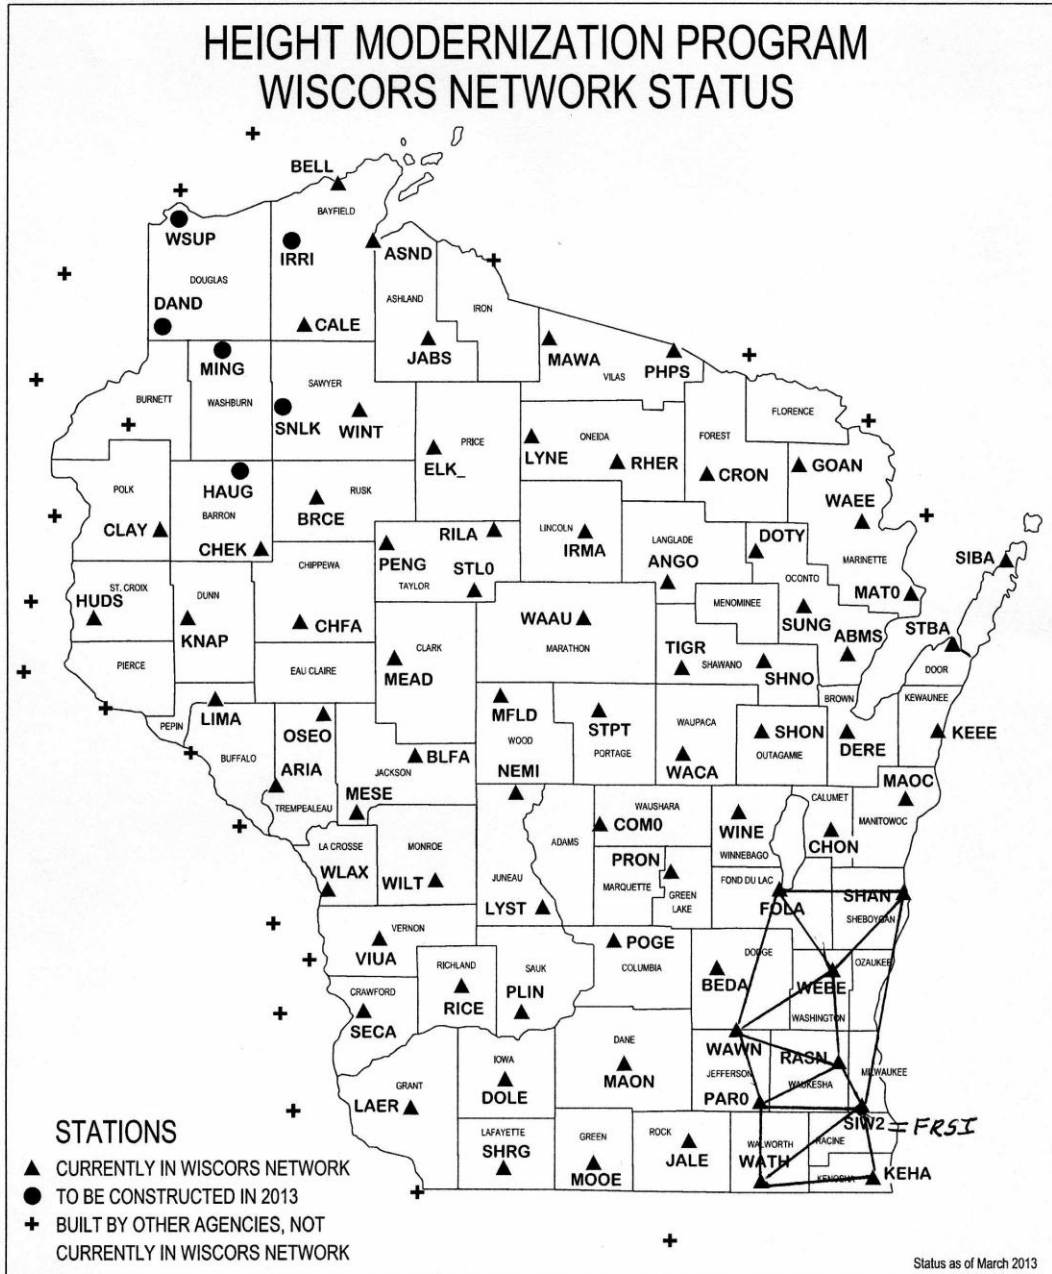 HEIGHT MODERNIZATION PROGRAM
WISCORS NETWORK STATUS
BELL
BAYFIELD
WSUP
IRRI
ASND
DOUGLAS
DAND
ASHLAND
IRON
CALE
JABS
MAWA
PHPS
MING
VILAS
SAWYER
BURNETT
WASHBURN
SNLK
WINT
FLORENCE
PRICE
ONEIDA
FOREST
LYNE
RHER
ELK_
CRON
GOAN
POLK
HAUG
BARRON
RUSK
BRCE
WAEE
CLAY
CHEK
RILA
LINCOLN
IRMA
LANGLADE
ANGO
DOTY
CHIPPEWA
PENG
TAYLOR
STL0
OCONTO
MARINETTE
SIBA
ST. CROIX
HUDS
DUNN
KNAP
CHFA
WAAU
MARATHON
MENOMINEE
SUNG
MAT0
ABMS
STBA
PIERCE
EAU CLAIRE
CLARK
MEAD
TIGR
SHAWANO
SHNO
DOOR
PEPIN
LIMA
BUFFALO
OSEO
MFLD
WOOD
STPT
PORTAGE
WAUPACA
BROWN
KEWAUNEE
SHON
OUTAGAMIE
DERE
KEEE
ARIA
JACKSON
BLFA
NEMI
WACA
TREMPEALEAU
MESE
CALUMET
MAOC
MANITOWOC
WAUSHARA
COM0
WINE
WINNEBAGO
CHON
LA CROSSE
WLAX
MONROE
WILT
JUNEAU
LYST
ADAMS
PRON
MARQUETTE
GREEN
LAKE
FOND DU LAC
FOLA
SHAN
SHEBOYGAN
VERNON
VIUA
RICHLAND
RICE
SAUK
PLIN
POGE
COLUMBIA
DODGE
BEDA
WEBE
OZAUKEE
WASHINGTON
CRAWFORD
SECA
IOWA
DOLE
DANE
MAON
WAWN
JEFFERSON
RASN
WAUKESHA
MILWAUKEE
PAR0
GRANT
LAER
LAFAYETTE
SHRG
GREEN
MOOE
ROCK
JALE
WALWORTH
WATH
SIW2 = FRSI
RACINE
KENOSHA
KEHA
STATIONS
CURRENTLY IN WISCORS NETWORK
TO BE CONSTRUCTED IN 2013
BUILT BY OTHER AGENCIES, NOT
CURRENTLY IN WISCORS NETWORK
Status as of March 2013